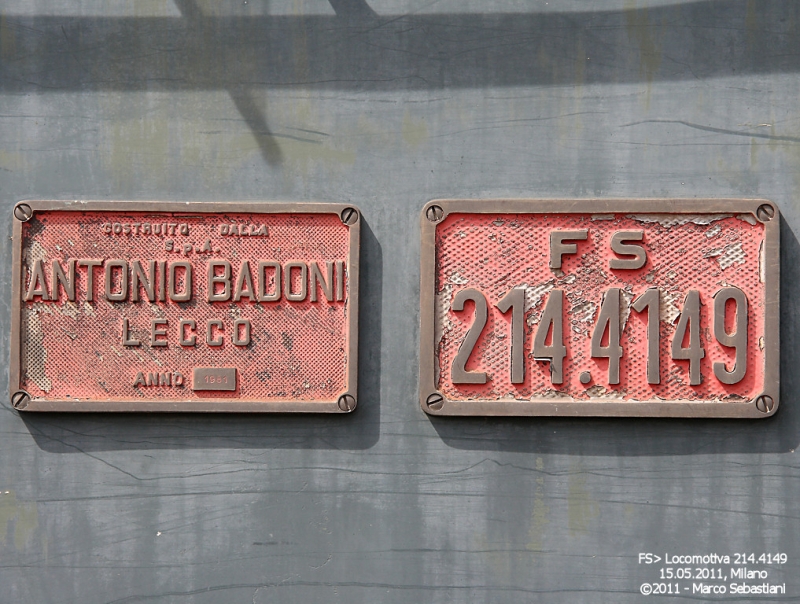 COSTRUITO DALLA
S.p.A
ANTONIO BADONI
LECCO
ANNO
FS
214.4149
FS> Locomotiva 214.4149
15.05.2011, Milano
©2011 - Marco Sebastiani